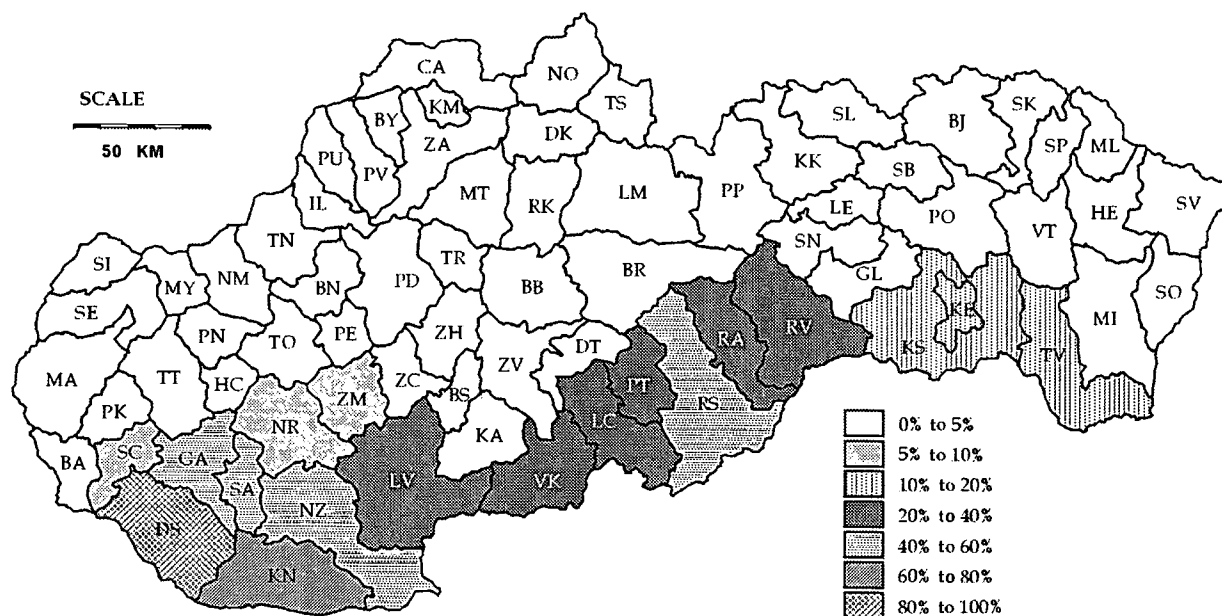 CA
NO
SCALE
50 KM
KM
TS
BY
ZA
DK
PU
PV
SL
BJ
SK
SP
ML
KK
SB
MT
RK
LM
PP
IL
LE
PO
HE
SV
TN
SN
VT
SI
MY
NM
BN
PD
TR
BB
BR
GL
SO
SE
PN
TO
PE
ZH
KE
MI
MA
TT
HC
ZC
BS
ZV
DT
RA
RV
KS
TV
PK
ZM
PT
RS
NR
KA
LC
BA
SC
GA
SA
LV
VK
NZ
DS
KN
0% to 5%
5% to 10%
10% to 20%
20% to 40%
40% to 60%
60% to 80%
80% to 100%